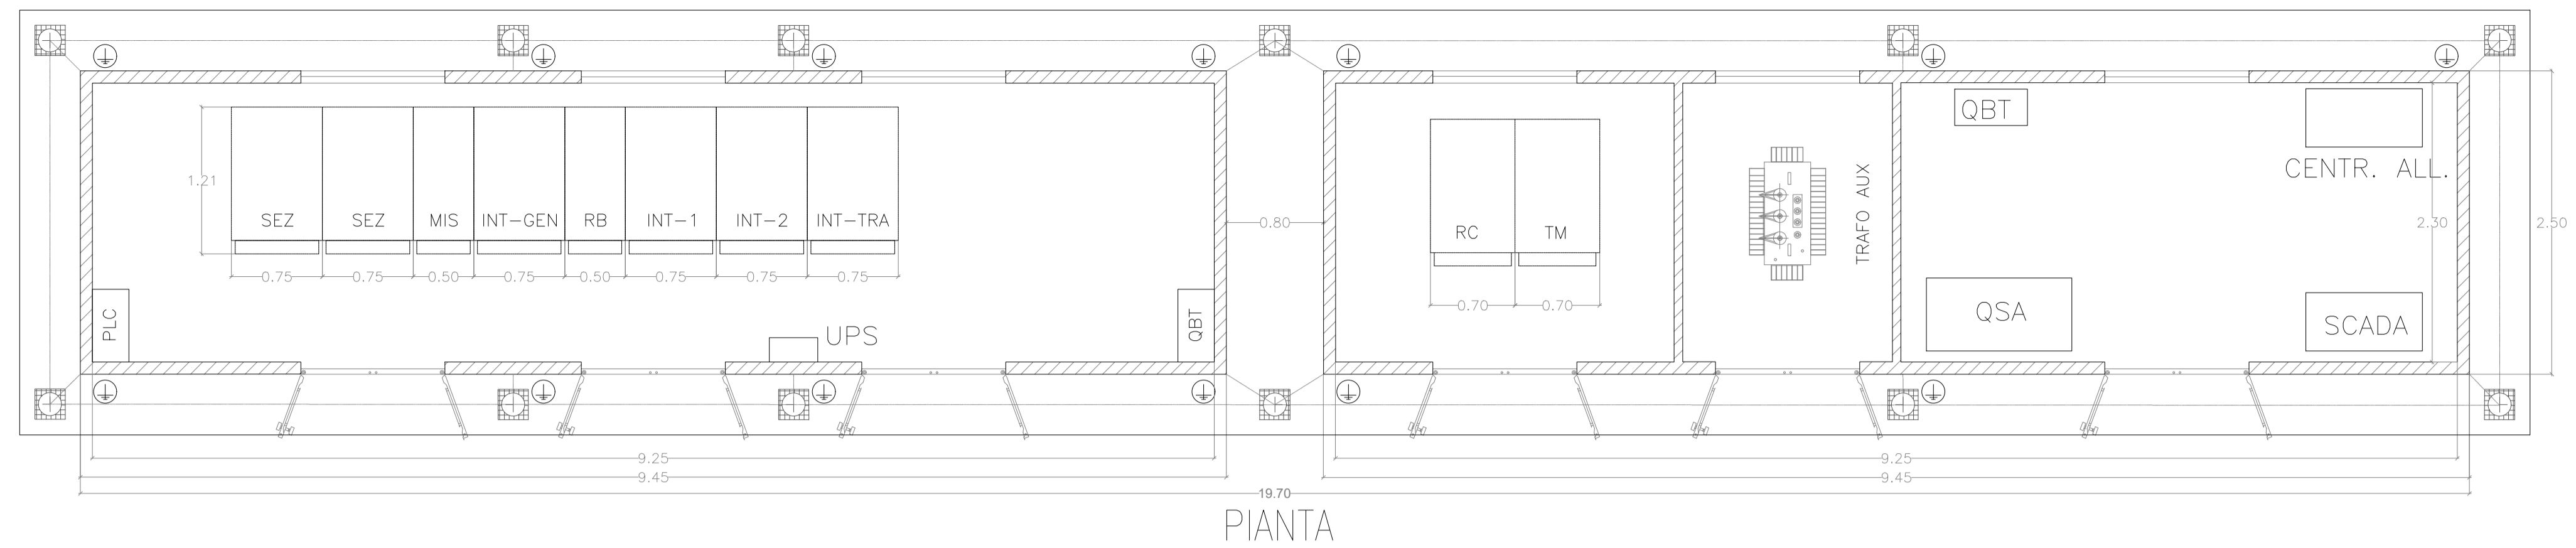 QBT
CENTR. ALL.
1.21
SEZ
SEZ
MIS
INT-GEN
RB
INT-1
INT-2
INT-TRA
0.80
RC
TM
TRAFO AUX
2.30
2.50
0.75
0.75
0.50
0.75
0.50
0.75
0.75
0.75
0.70
0.70
PLC
UPS
QBT
QSA
SCADA
9.25
9.25
9.45
9.45
19.70
PIANTA